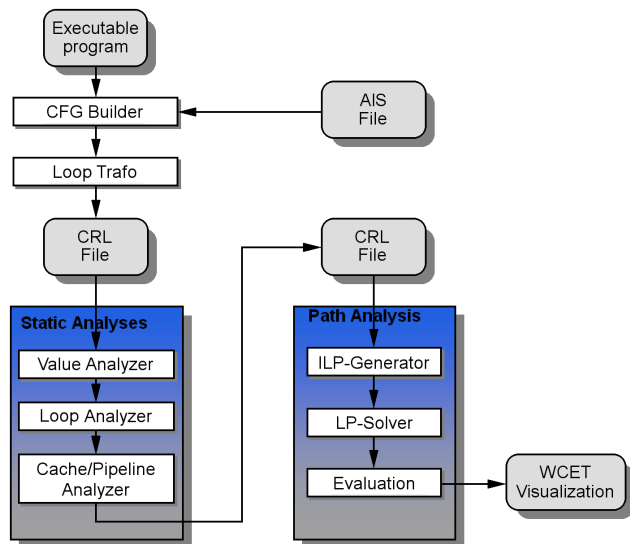 Executable
program
CFG Builder
AIS
File
Loop Trafo
CRL
File
CRL
File
Static Analyses
Value Analyzer
Loop Analyzer
Cache/Pipeline
Analyzer
Path Analysis
ILP-Generator
LP-Solver
Evaluation
WCET
Visualization